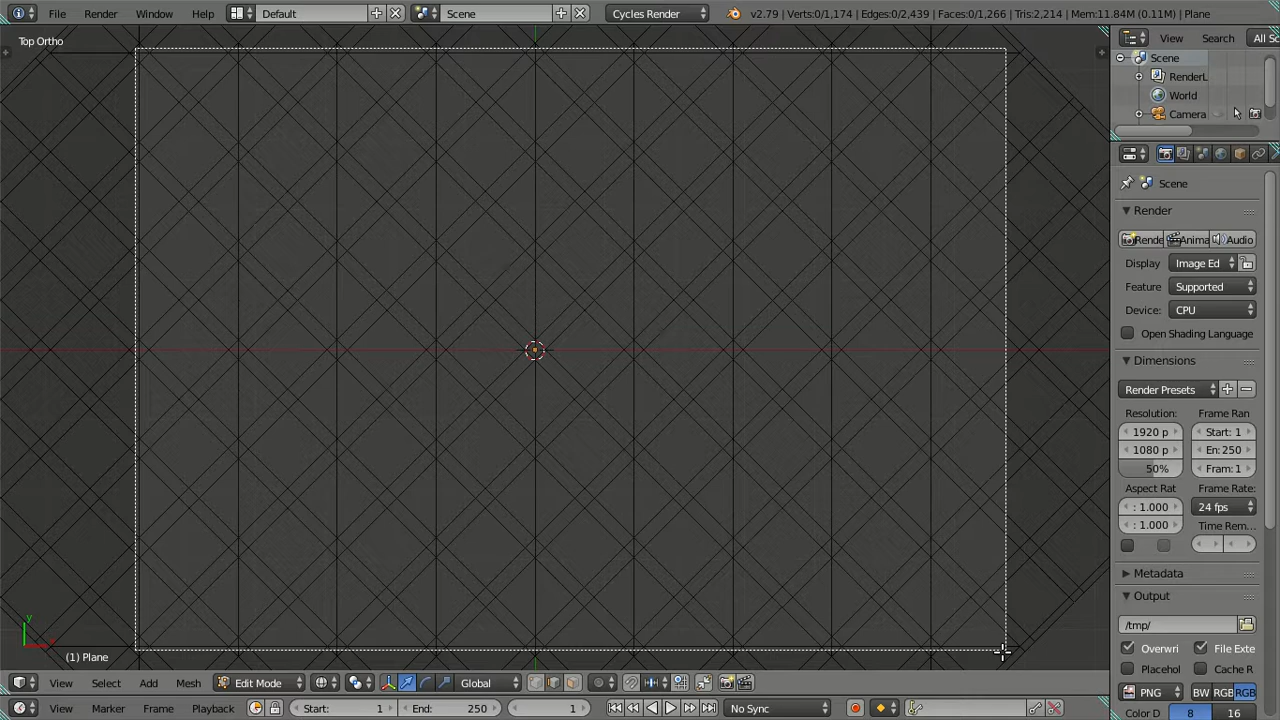 File Render Window Help Default Scene Cycles Render v2.79 | Verts:0/1,174 | Edges:0/2,439 | Faces:0/1,266 | Tris:2,214 | Mem:11.84M (0.11M) | Plane
Top Ortho
View Search All Sc
Scene
RenderL
World
Camera
Scene
Render
Rende Anima Audio
Display Image Ed
Feature Supported
Device: CPU
Open Shading Language
Dimensions
Render Presets
Resolution: Frame Ran
1920 p Start: 1
1080 p En: 250
50% Fram: 1
Aspect Rat Frame Rate:
: 1.000 24 fps
: 1.000 Time Rem...
Metadata
Output
/tmp/
Overwri File Exte
Placehol Cache R
PNG BW RGB RGB
Color D 8 16
y
x
(1) Plane
View Select Add Mesh Edit Mode Global
View Marker Frame Playback Start: 1 End: 250 1 No Sync